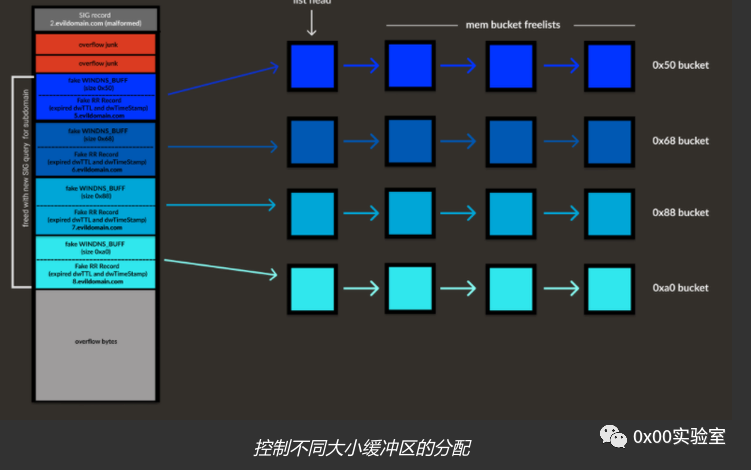 SIG record
2.evildomain.com (malformed)
overflow junk
overflow junk
fake WINDNS_BUFF
(size 0x50)
Fake RR Record
(expired dwTTL and dwTimeStamp)
5.evildomain.com
fake WINDNS_BUFF
(size 0x68)
Fake RR Record
(expired dwTTL and dwTimeStamp)
6.evildomain.com
fake WINDNS_BUFF
(size 0x88)
Fake RR Record
(expired dwTTL and dwTimeStamp)
7.evildomain.com
fake WINDNS_BUFF
(size 0xa0)
Fake RR Record
(expired dwTTL and dwTimeStamp)
8.evildomain.com
overflow bytes
freed with new SIG query for subdomain
list head
mem bucket freelists
0x50 bucket
0x68 bucket
0x88 bucket
0xa0 bucket
控制不同大小缓冲区的分配
0x00实验室